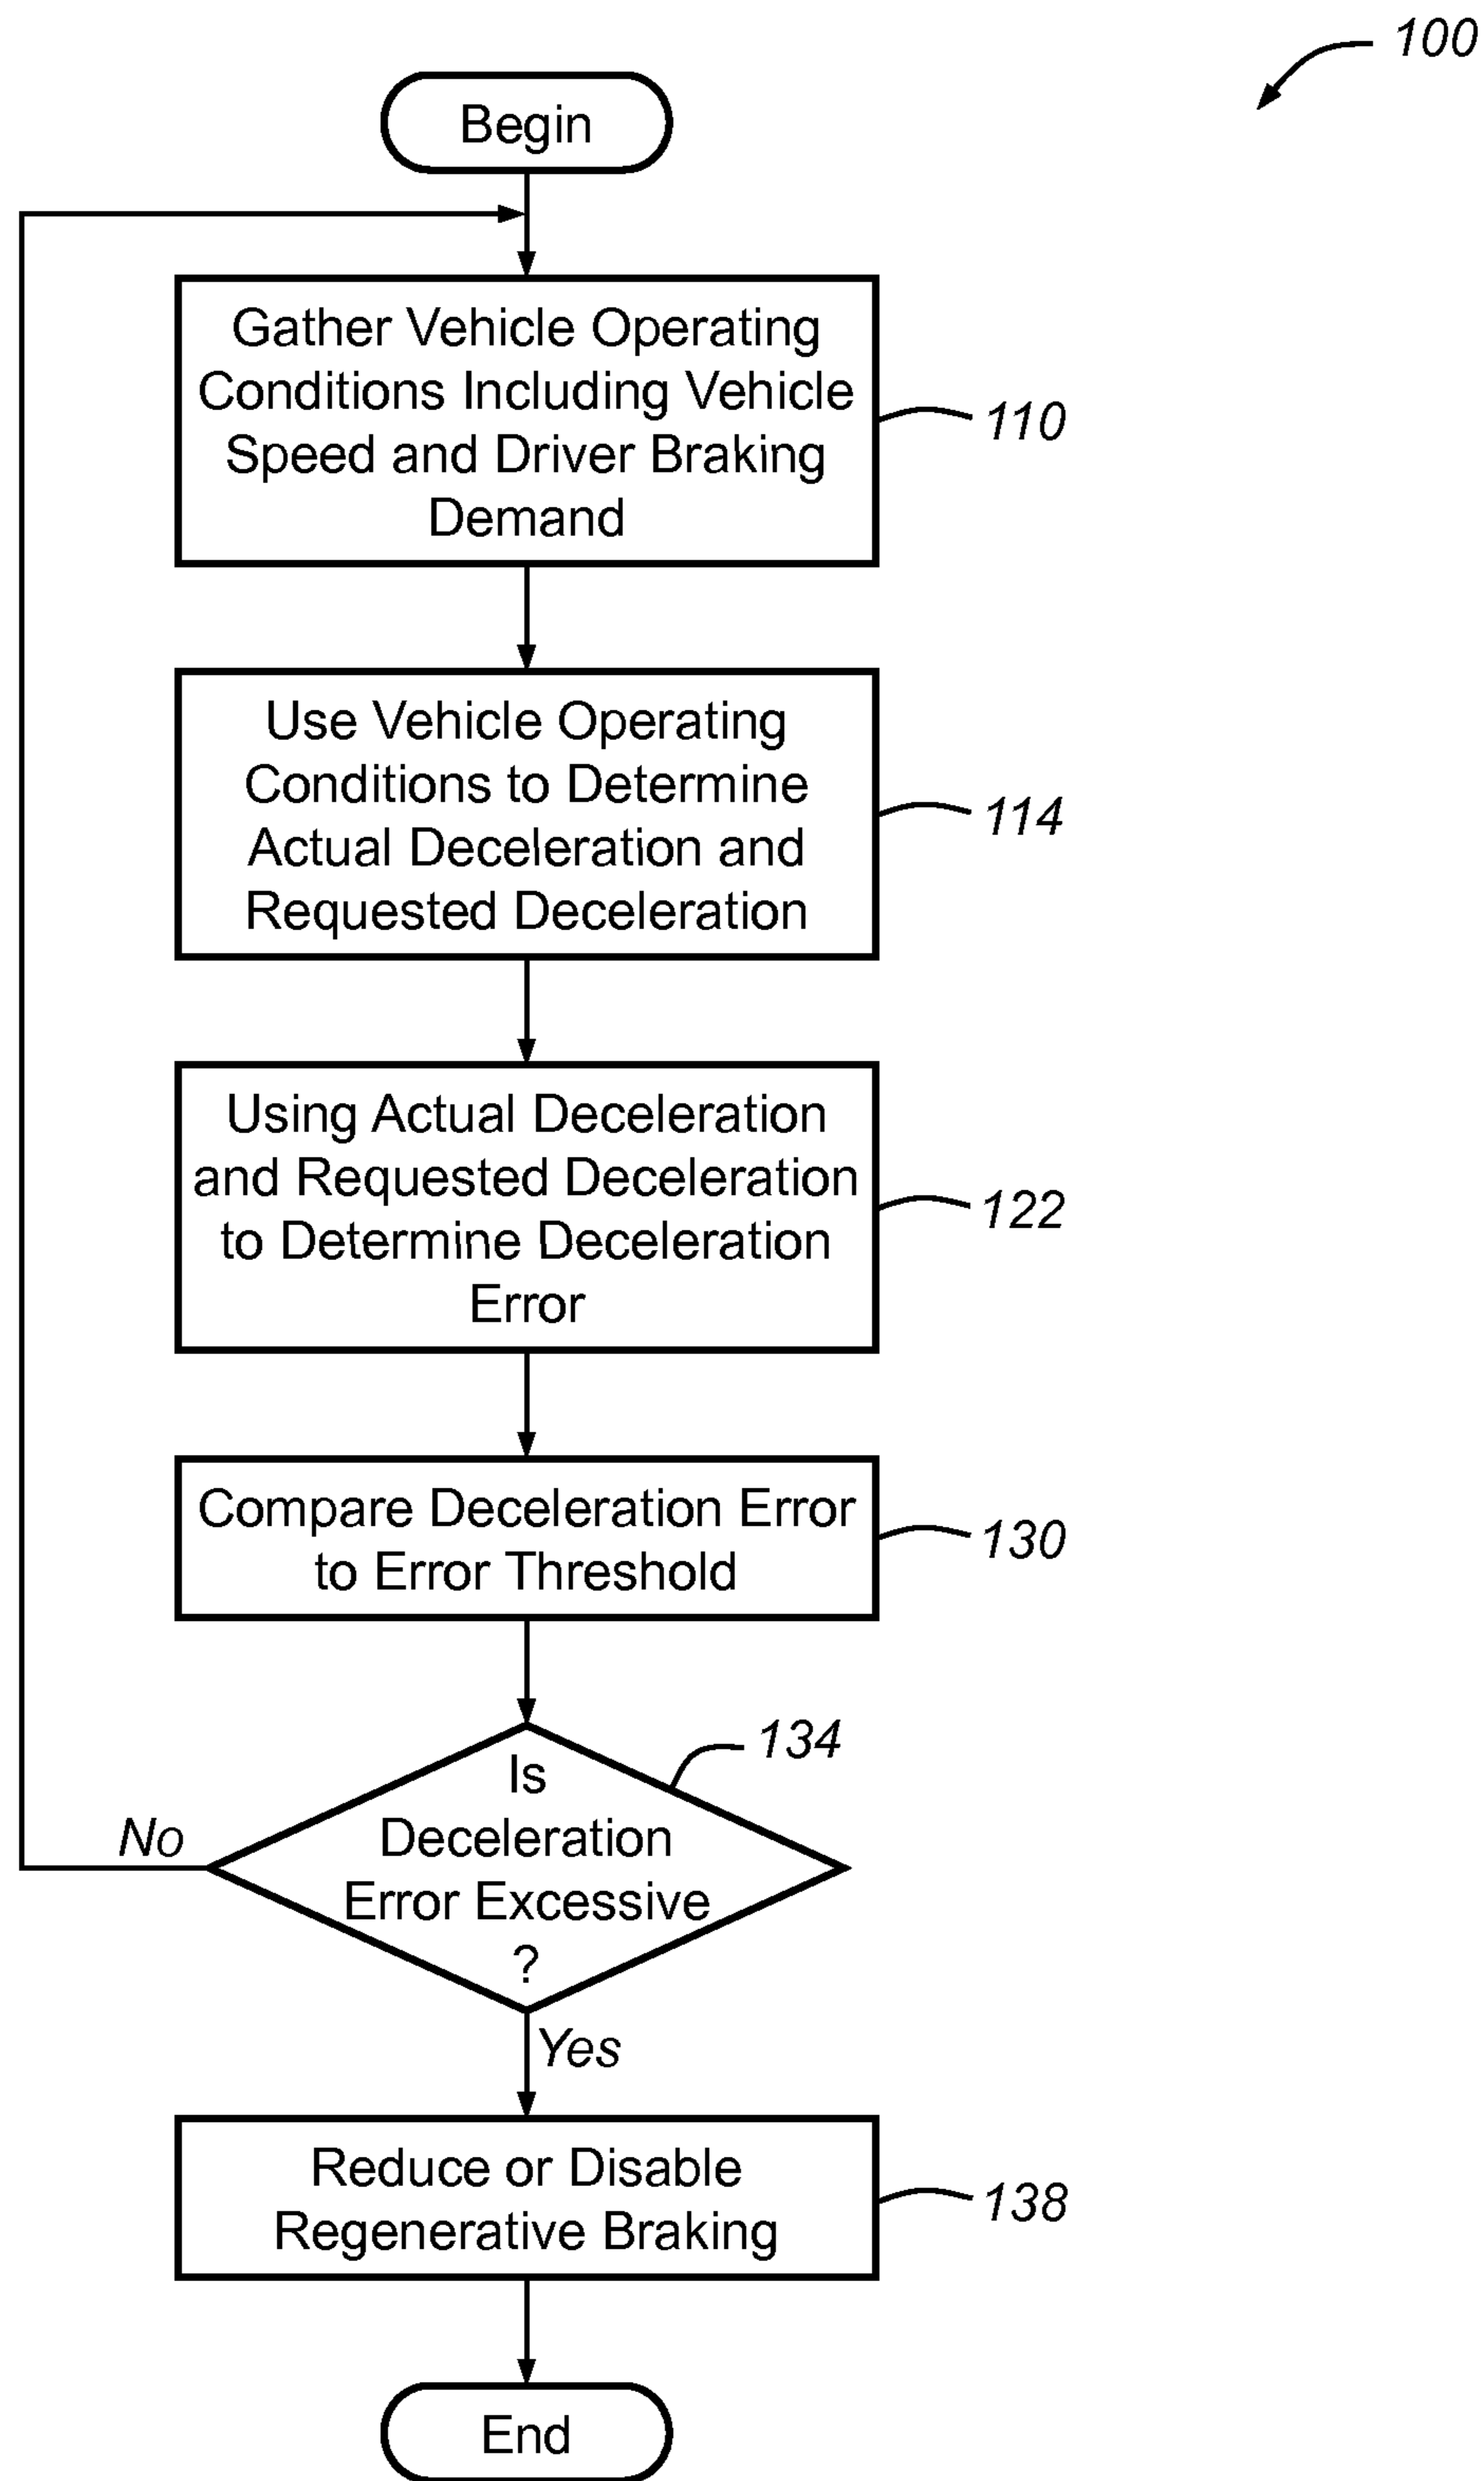 100
Begin
Gather Vehicle Operating
Conditions Including Vehicle
Speed and Driver Braking
Demand
110
Use Vehicle Operating
Conditions to Determine
Actual Deceleration and
Requested Deceleration
114
Using Actual Deceleration
and Requested Deceleration
to Determine Deceleration
Error
122
Compare Deceleration Error
to Error Threshold
130
134
Is
Deceleration
Error Excessive
?
No
Yes
Reduce or Disable
Regenerative Braking
138
End